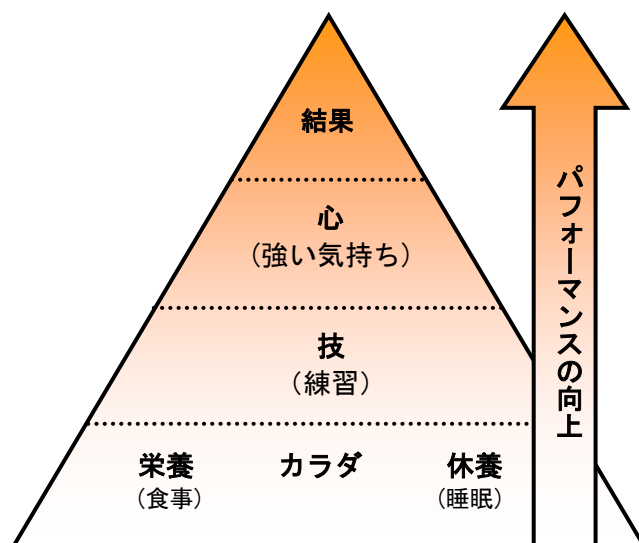 結果
心
（強い気持ち）
技
（練習）
栄養 カラダ 休養
（食事） （睡眠）
パフォーマンスの向上